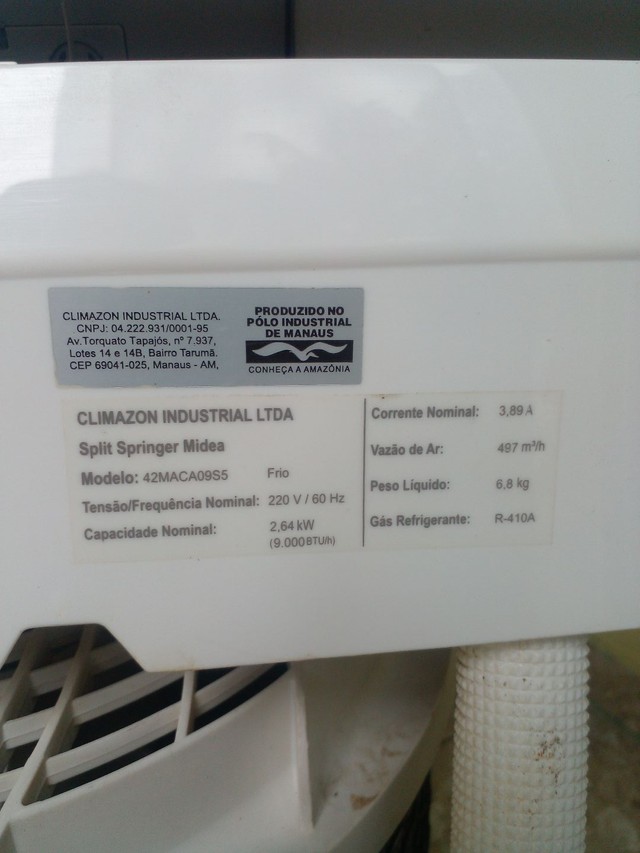 CLIMAZON INDUSTRIAL LTDA.
CNPJ: 04.222.931/0001-95
Av.Torquato Tapajós, nº 7.937,
Lotes 14 e 14B, Bairro Tarumã.
CEP 69041-025, Manaus - AM,
PRODUZIDO NO
PÓLO INDUSTRIAL
DE MANAUS
CONHEÇA A AMAZÔNIA
CLIMAZON INDUSTRIAL LTDA
Split Springer Midea
Modelo: 42MACA09S5 Frio
Tensão/Frequência Nominal: 220 V / 60 Hz
Capacidade Nominal: 2,64 kW
(9.000BTU/h)
Corrente Nominal: 3,89 A
Vazão de Ar: 497 m³/h
Peso Líquido: 6,8 kg
Gás Refrigerante: R-410A